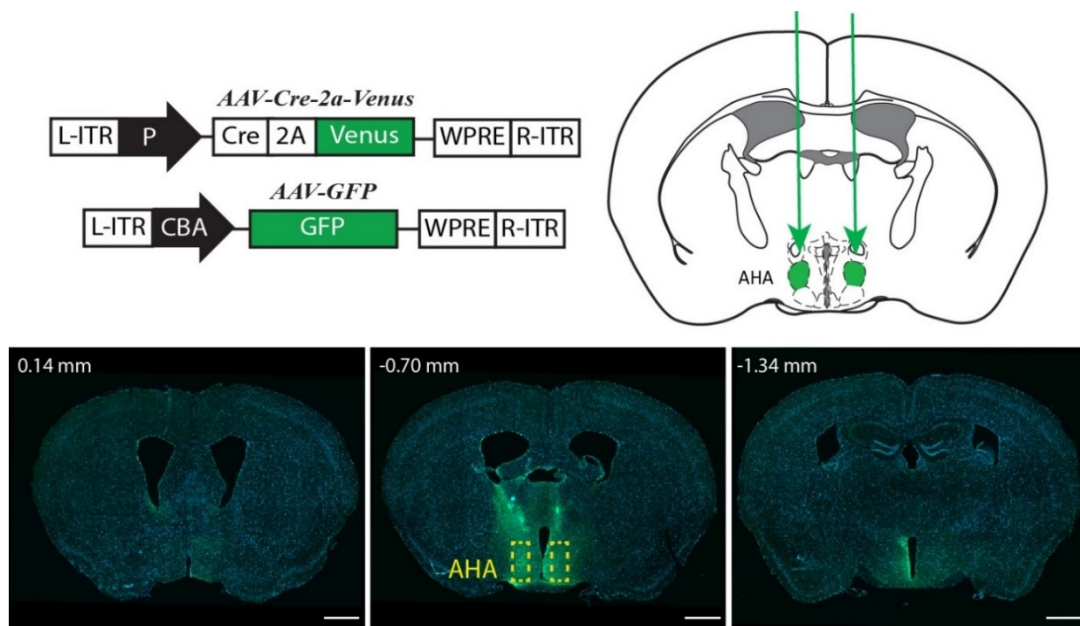 AAV-Cre-2a-Venus
L-ITR P Cre 2A Venus WPRE R-ITR
AAV-GFP
L-ITR CBA GFP WPRE R-ITR
AHA
0.14 mm
-0.70 mm
-1.34 mm
AHA